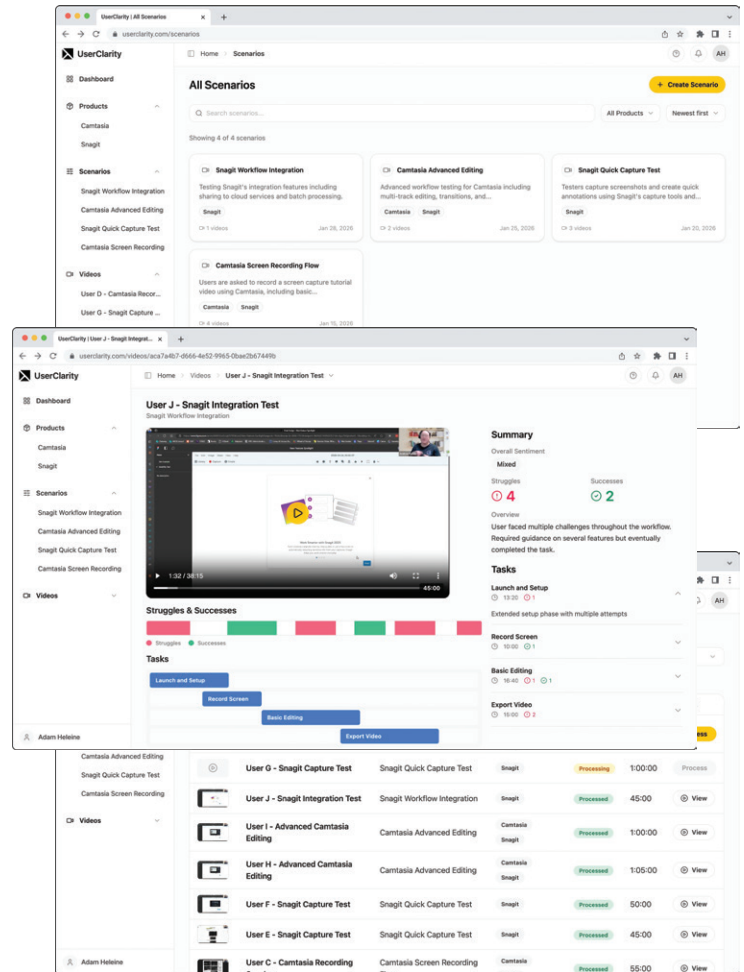 UserClarity | All Scenarios
userclarity.com/scenarios
UserClarity
Home
Scenarios
AH
Dashboard
Products
Camtasia
Snagit
Scenarios
Snagit Workflow Integration
Camtasia Advanced Editing
Snagit Quick Capture Test
Camtasia Screen Recording
Videos
User D - Camtasia Recor...
User G - Snagit Capture ...
All Scenarios
+ Create Scenario
Search scenarios...
All Products
Newest first
Showing 4 of 4 scenarios
Snagit Workflow Integration
Testing Snagit's integration features including
sharing to cloud services and batch processing.
Snagit
1 videos
Jan 28, 2026
Camtasia Advanced Editing
Advanced workflow testing for Camtasia including
multi-track editing, transitions, and...
Camtasia Snagit
2 videos
Jan 25, 2026
Snagit Quick Capture Test
Testers capture screenshots and create quick
annotations using Snagit's capture tools and...
Snagit
3 videos
Jan 20, 2026
Camtasia Screen Recording Flow
Users are asked to record a screen capture tutorial
video using Camtasia, including basic...
Camtasia Snagit
4 videos
Jan 15, 2026
UserClarity | User J - Snagit Integrat...
userclarity.com/videos/aca7a4b7-d666-4e52-9965-0bae2b67449b
UserClarity
Home
Videos
User J - Snagit Integration Test
AH
Dashboard
Products
Camtasia
Snagit
Scenarios
Snagit Workflow Integration
Camtasia Advanced Editing
Snagit Quick Capture Test
Camtasia Screen Recording
Videos
Adam Heleine
User J - Snagit Integration Test
Snagit Workflow Integration
1:32 / 38:15
45:00
Struggles & Successes
Struggles
Successes
Tasks
Launch and Setup
Record Screen
Basic Editing
Export Video
Summary
Overall Sentiment
Mixed
Struggles
4
Successes
2
Overview
User faced multiple challenges throughout the workflow.
Required guidance on several features but eventually
completed the task.
Tasks
Launch and Setup
13:20 1
Extended setup phase with multiple attempts
Record Screen
10:00 1
Basic Editing
16:40 1 1
Export Video
15:00 2
AH
ess
Camtasia Advanced Editing
Snagit Quick Capture Test
Camtasia Screen Recording
Videos
Adam Heleine
User G - Snagit Capture Test
Snagit Quick Capture Test
Snagit
Processing
1:00:00
Process
User J - Snagit Integration Test
Snagit Workflow Integration
Snagit
Processed
45:00
View
User I - Advanced Camtasia
Editing
Camtasia Advanced Editing
Camtasia
Snagit
Processed
1:00:00
View
User H - Advanced Camtasia
Editing
Camtasia Advanced Editing
Camtasia
Snagit
Processed
1:05:00
View
User F - Snagit Capture Test
Snagit Quick Capture Test
Snagit
Processed
50:00
View
User E - Snagit Capture Test
Snagit Quick Capture Test
Snagit
Processed
45:00
View
User C - Camtasia Recording
Camtasia Screen Recording
Camtasia
Processed
55:00
View